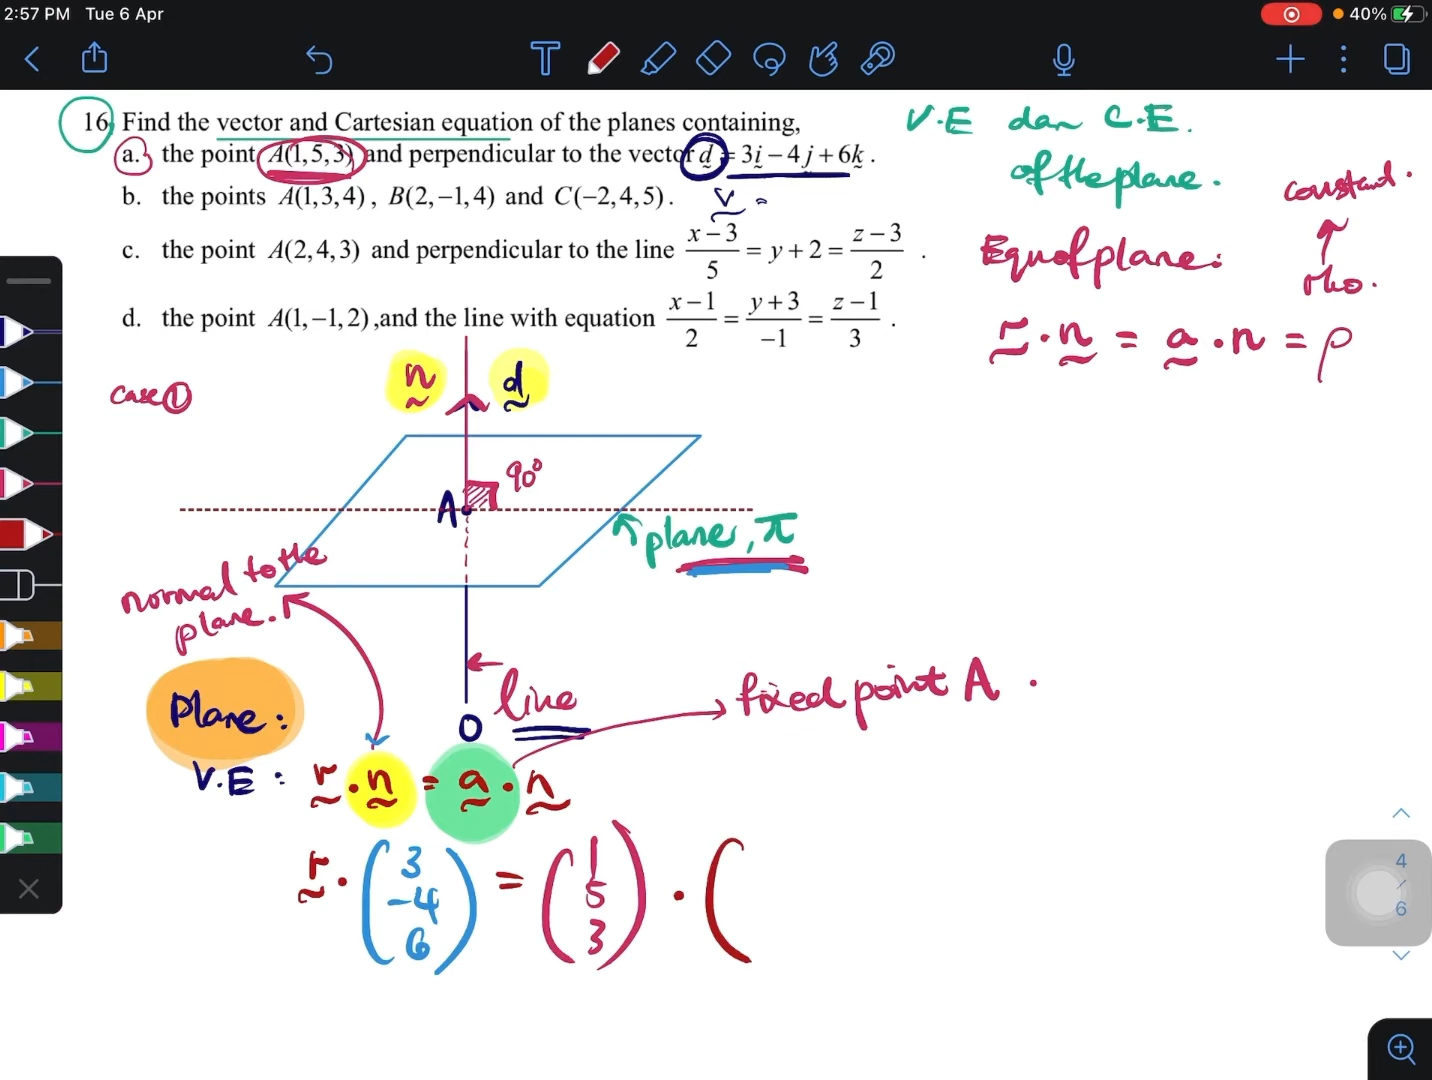 2:57 PM Tue 6 Apr
40%
16. Find the vector and Cartesian equation of the planes containing,
a. the point A(1,5,3) and perpendicular to the vector d = 3i − 4j + 6k .
b. the points A(1,3,4) , B(2,−1,4) and C(−2,4,5) .
v =
c. the point A(2,4,3) and perpendicular to the line (x−3)/5 = y+2 = (z−3)/2 .
d. the point A(1,−1,2) ,and the line with equation (x−1)/2 = (y+3)/−1 = (z−1)/3 .
V.E dan C.E.
of the plane.
constant.
Equ of plane:
rho.
r . n = a . n = ρ
case ①
n d
90°
A
plane, π
normal to the
plane.
line
O
fixed point A .
Plane:
V.E : r . n = a . n
r . (3 −4 6) = (1 5 3) . (
4
6